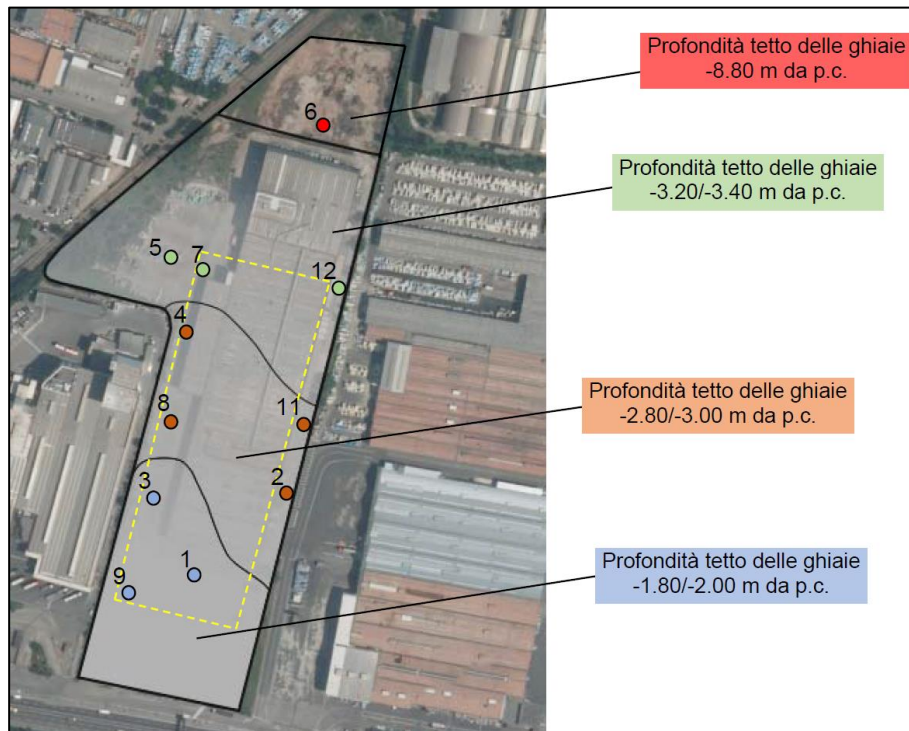 Profondità tetto delle ghiaie
-8.80 m da p.c.
6
Profondità tetto delle ghiaie
-3.20/-3.40 m da p.c.
5
7
12
4
Profondità tetto delle ghiaie
-2.80/-3.00 m da p.c.
8
11
3
2
Profondità tetto delle ghiaie
-1.80/-2.00 m da p.c.
1
9